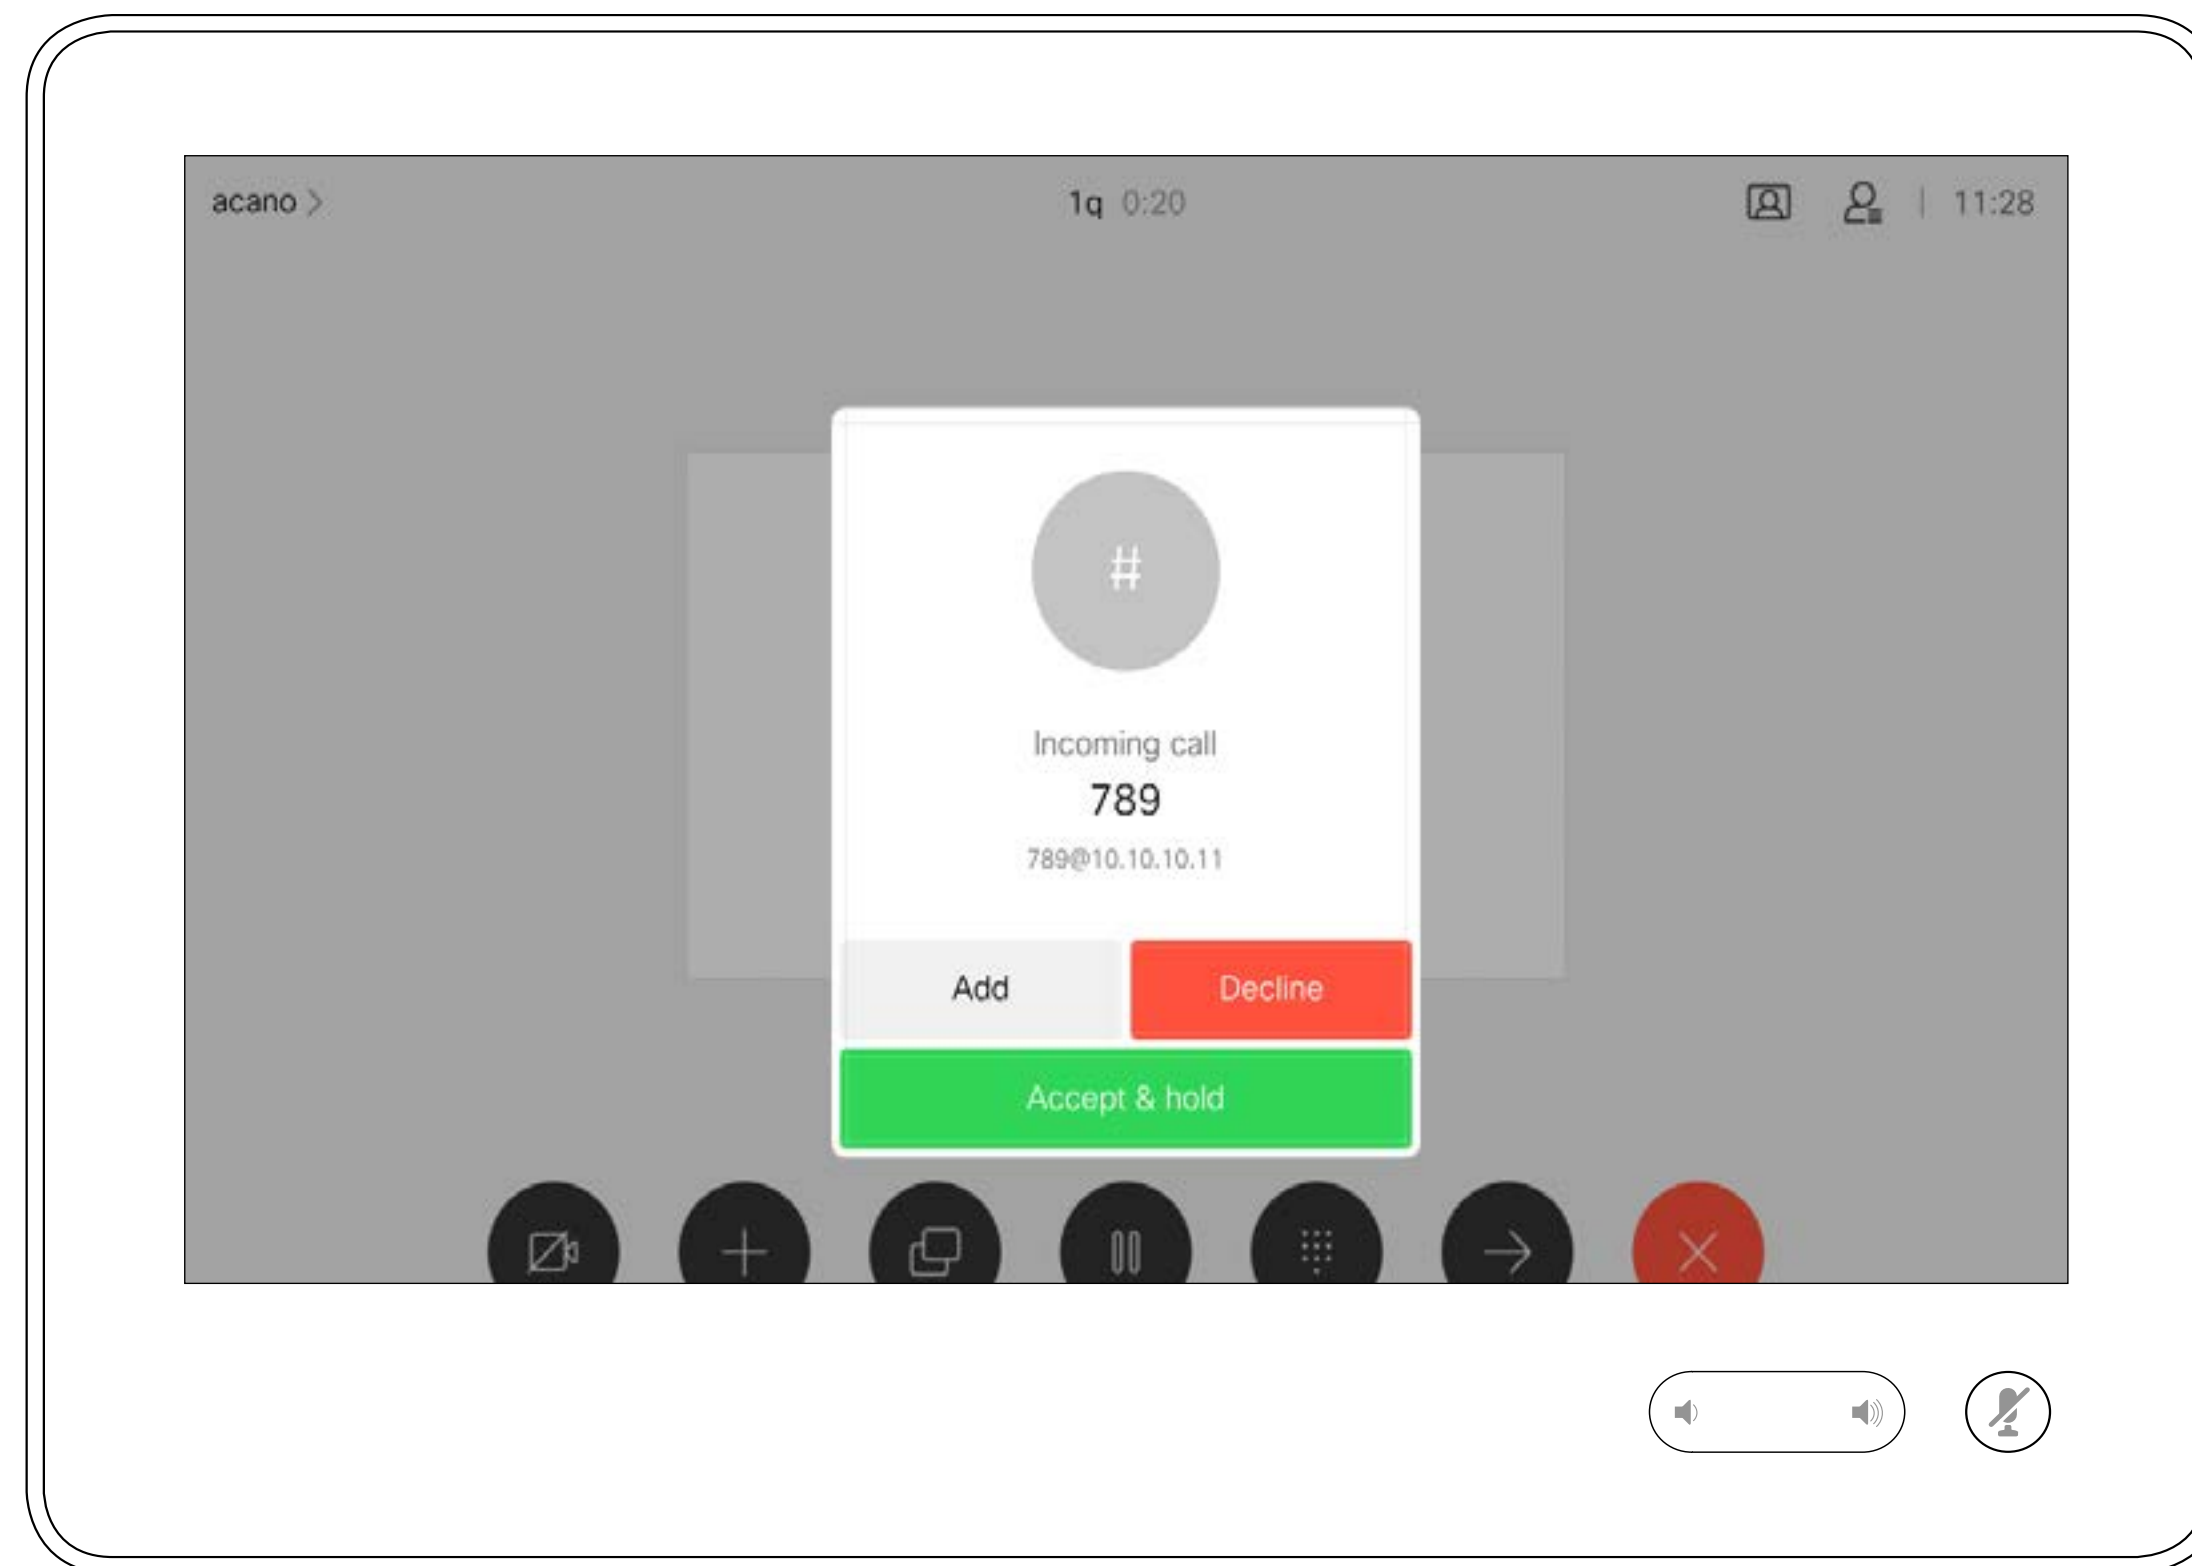 acano >
1q 0:20
11:28
#
Incoming call
789
789@10.10.10.11
Add
Decline
Accept & hold